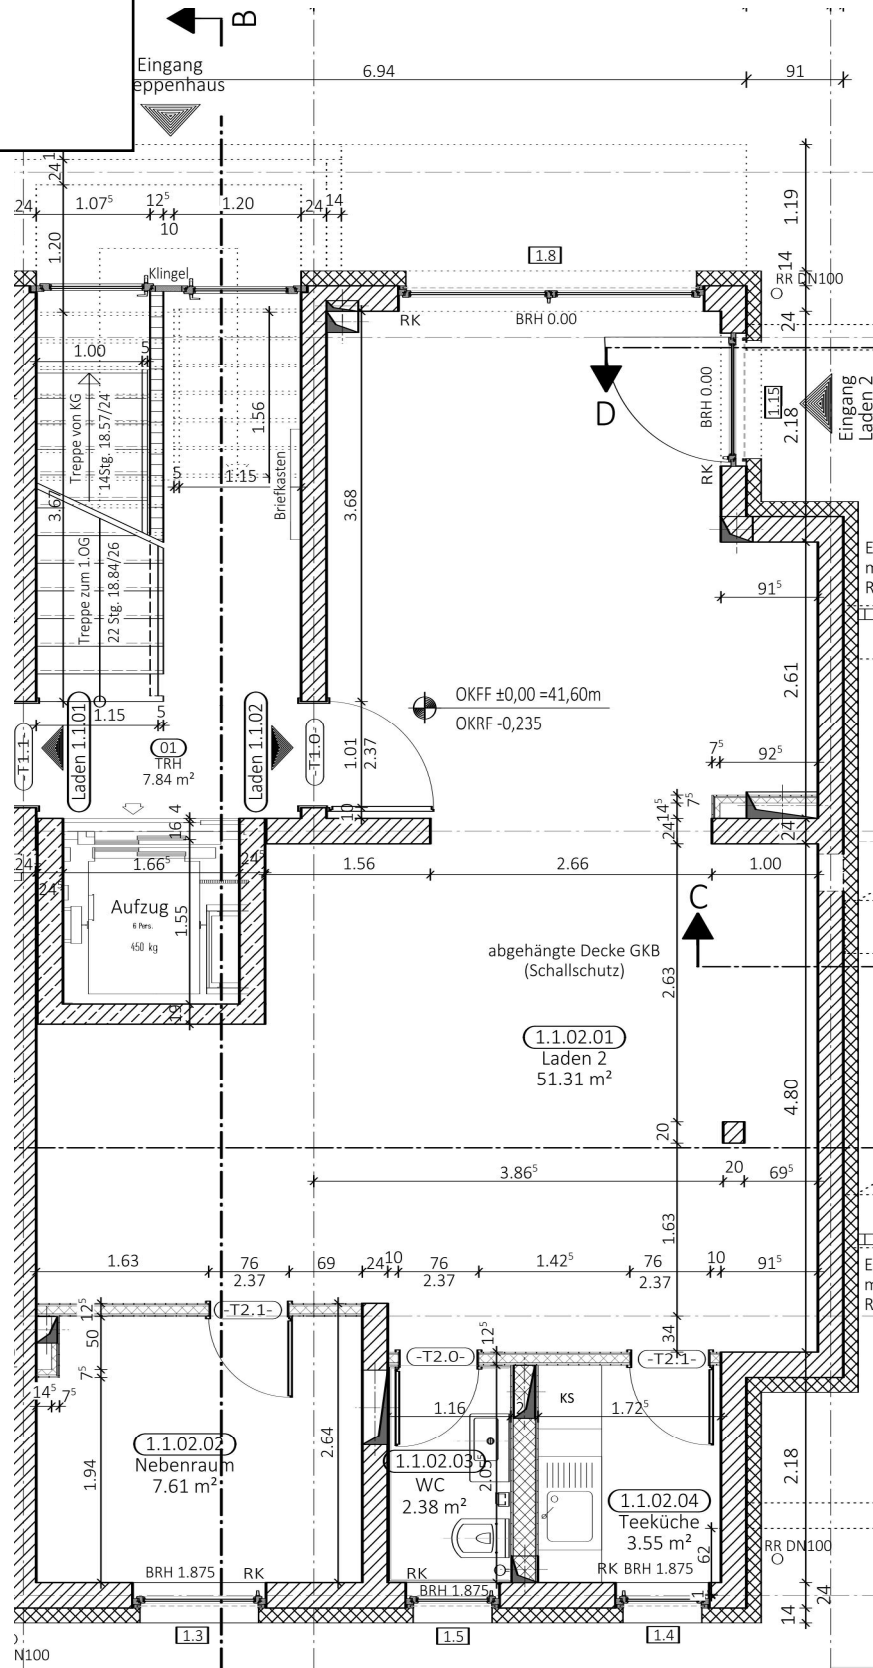 B
Eingang
eppenhaus
6.94
91
24
1.07⁵
12⁵
10
1.20
24
14
1.20
24
1.19
14
24
RR DN100
1.8
Klingel
RK
BRH 0.00
1.00
5
Treppe von KG
14Stg. 18.57/24
1.56
5
1.15
Briefkasten
3.68
D
BRH 0.00
RK
1.15
2.18
Eingang
Laden 2
Treppe zum 1.OG
22 Stg. 18.84/26
91⁵
2.61
OKFF ±0,00 =41,60m
OKRF -0,235
1.15
5
-T1.1-
Laden 1.1.01
01
TRH
7.84 m²
Laden 1.1.02
-T1.0-
1.01
2.37
10
7⁵
92⁵
4
16
14⁵
7⁵
24
24
24
1.66⁵
24⁵
1.56
2.66
1.00
24⁵
Aufzug
6 Pers.
450 kg
1.55
19
C
abgehängte Decke GKB
(Schallschutz)
2.63
1.1.02.01
Laden 2
51.31 m²
4.80
20
3.86⁵
20
69⁵
1.63
1.63
76
2.37
69
24
10
76
2.37
1.42⁵
76
2.37
10
91⁵
12⁵
-T2.1-
50
7⁵
14⁵
7⁵
12⁵
-T2.0-
34
-T2.1-
KS
1.16
1.72⁵
1.94
1.1.02.02
Nebenraum
7.61 m²
2.64
1.1.02.03
WC
2.38 m²
2.05⁵
1.1.02.04
Teeküche
3.55 m²
62
2.18
RR DN100
BRH 1.875
RK
RK
BRH 1.875
RK
BRH 1.875
1
24
14
1.3
1.5
1.4
N100